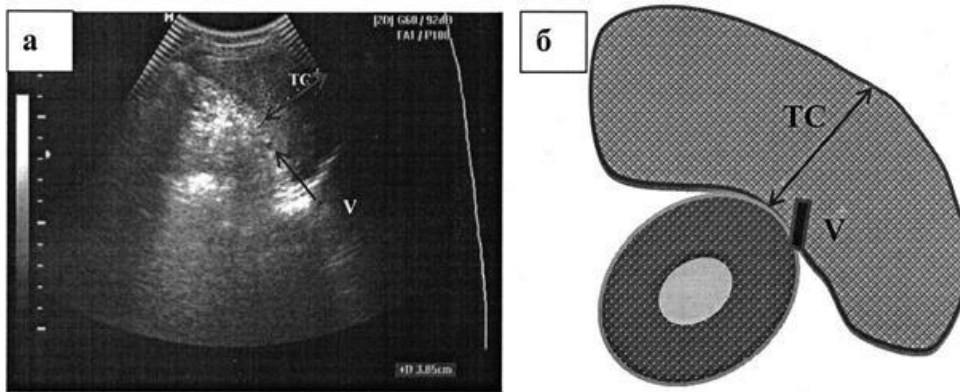 а
[2D] G60 / 92dB
FA1 / P100
TC
V
+D 3.85cm
б
TC
V